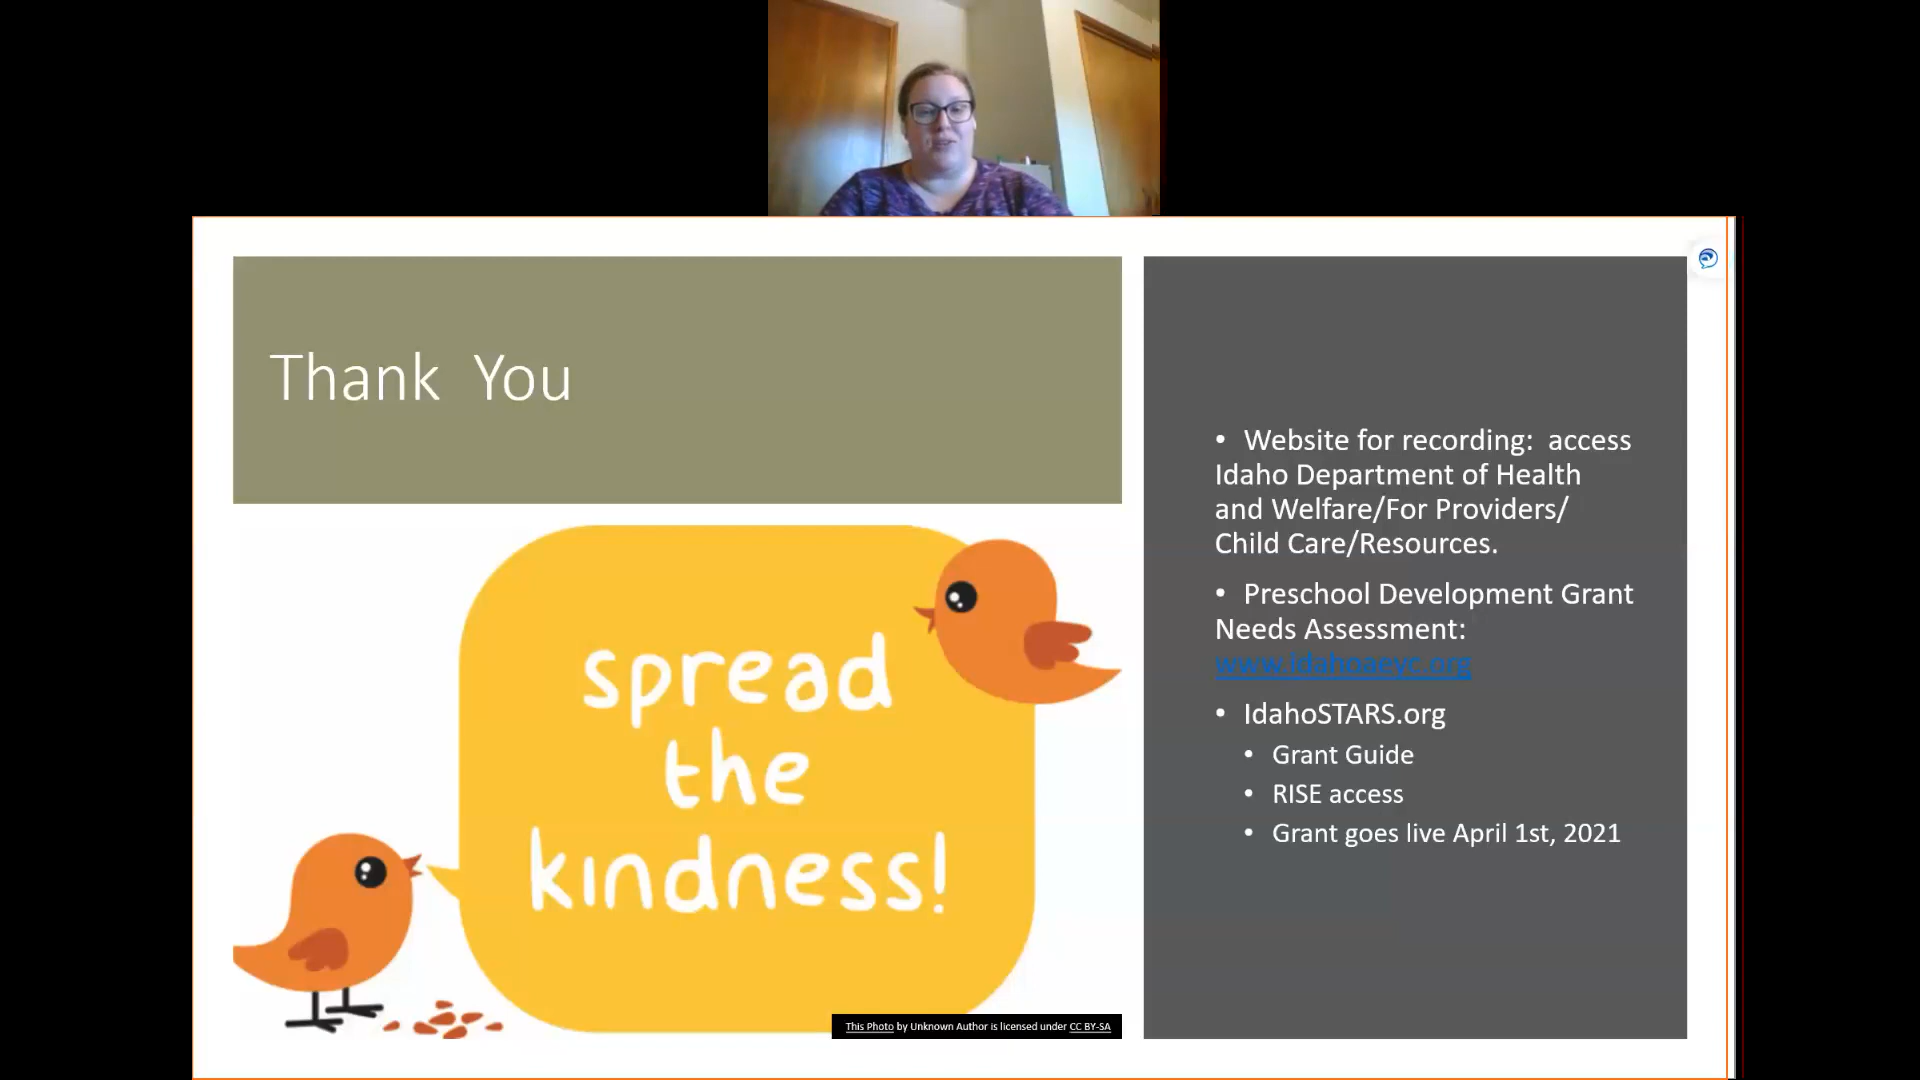 Thank You
spread
the
kindness!
This Photo by Unknown Author is licensed under CC BY-SA
• Website for recording: access
Idaho Department of Health
and Welfare/For Providers/
Child Care/Resources.
• Preschool Development Grant
Needs Assessment:
www.idahoaeyc.org
• IdahoSTARS.org
• Grant Guide
• RISE access
• Grant goes live April 1st, 2021